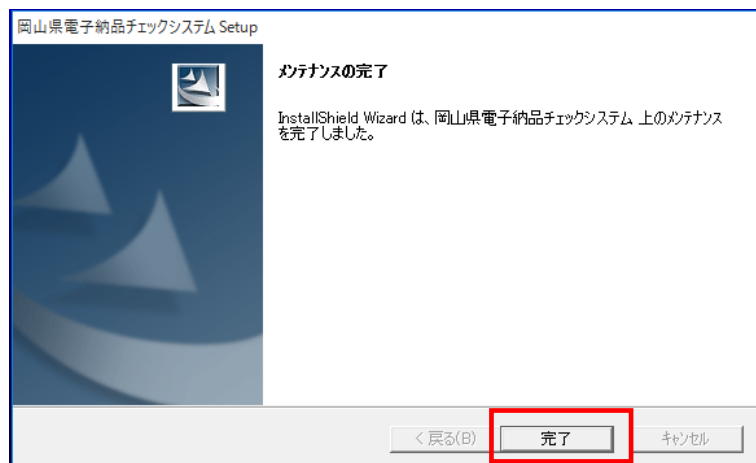 岡山県電子納品チェックシステム Setup
メンテナンスの完了
InstallShield Wizard は、岡山県電子納品チェックシステム 上のメンテナンス
を完了しました。
< 戻る(B)
完了
キャンセル